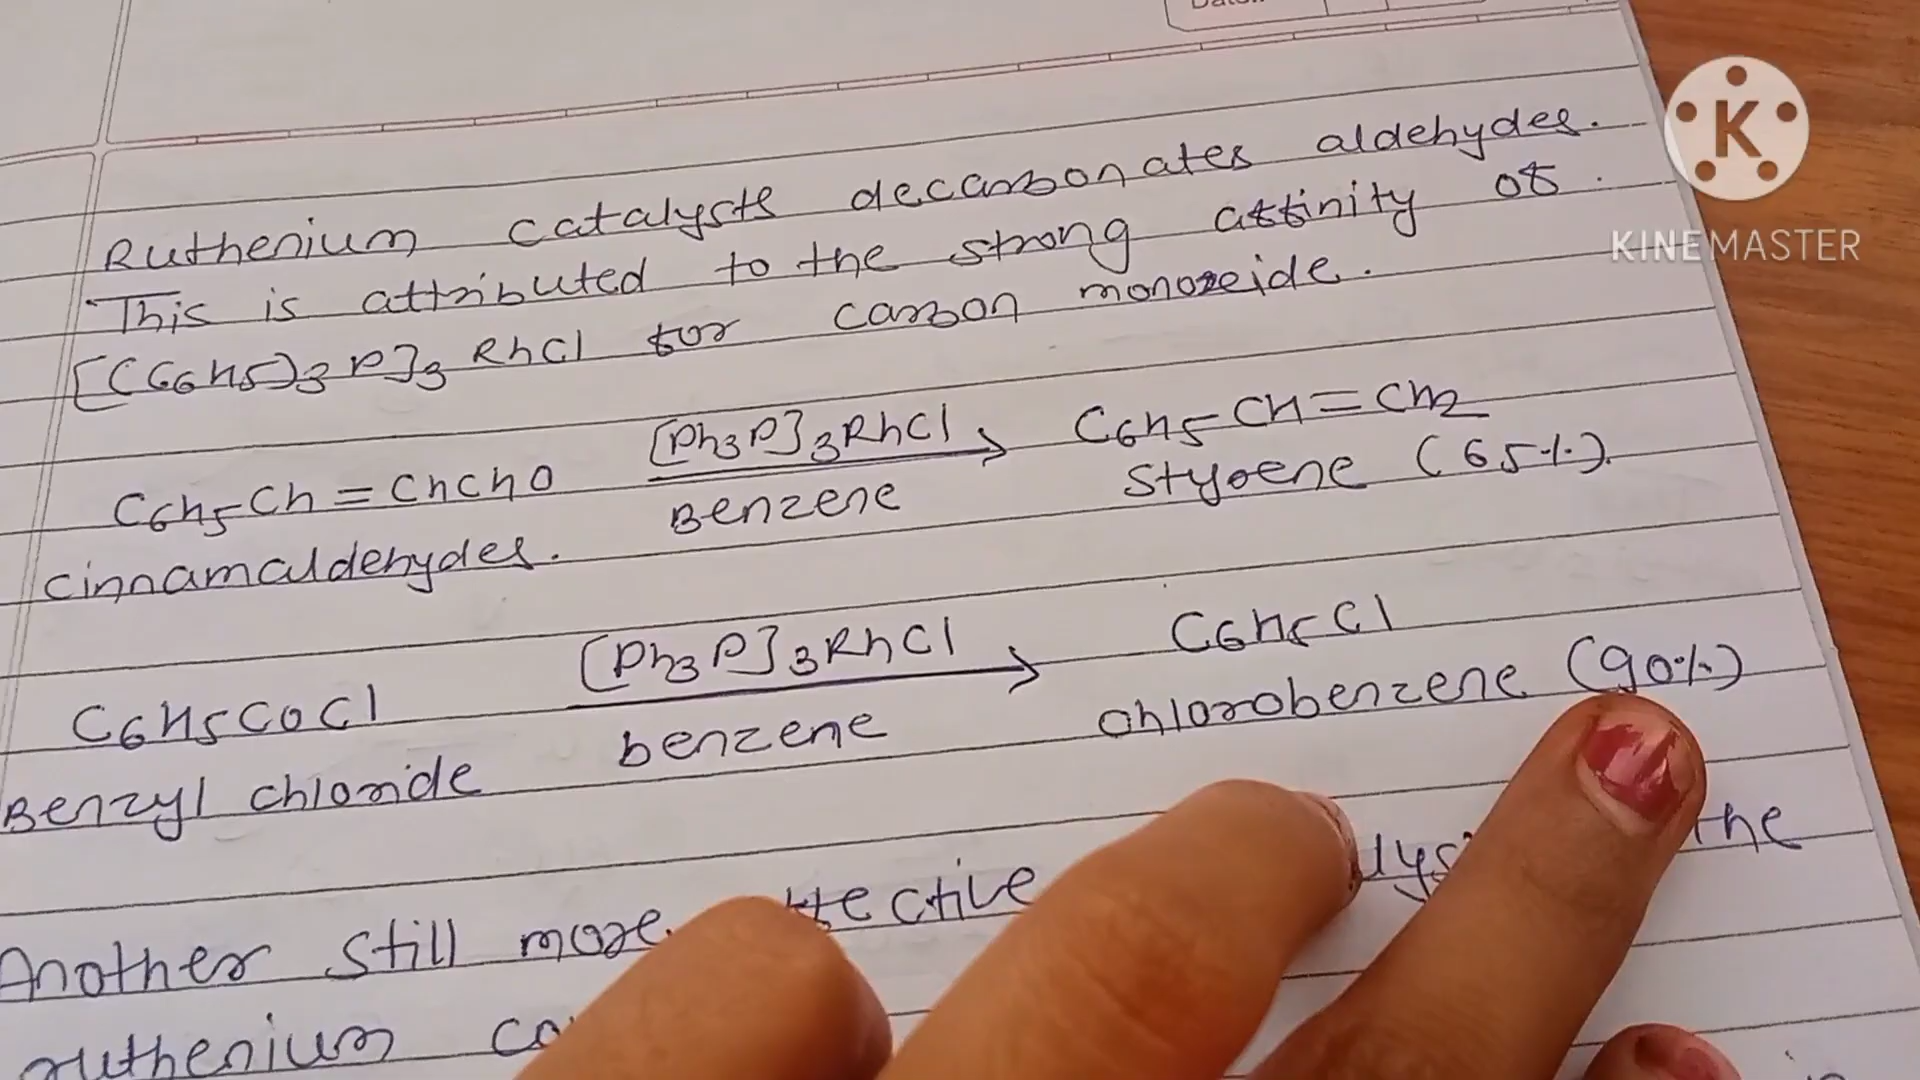 Ruthenium catalysts decarbonates aldehydes.
This is attributed to the strong affinity of
[(C6H5)3P]3 RhCl for carbon monoxide.
[Ph3P]3RhCl
C6H5-CH=CHCHO
C6H5-CH=CH2
Benzene
Styrene (65%).
cinnamaldehydes.
[Ph3P]3RhCl
C6H5COCl
C6H5Cl
benzene
chlorobenzene (90%)
Benzyl chloride
Another still more the
ruthenium
KINEMASTER